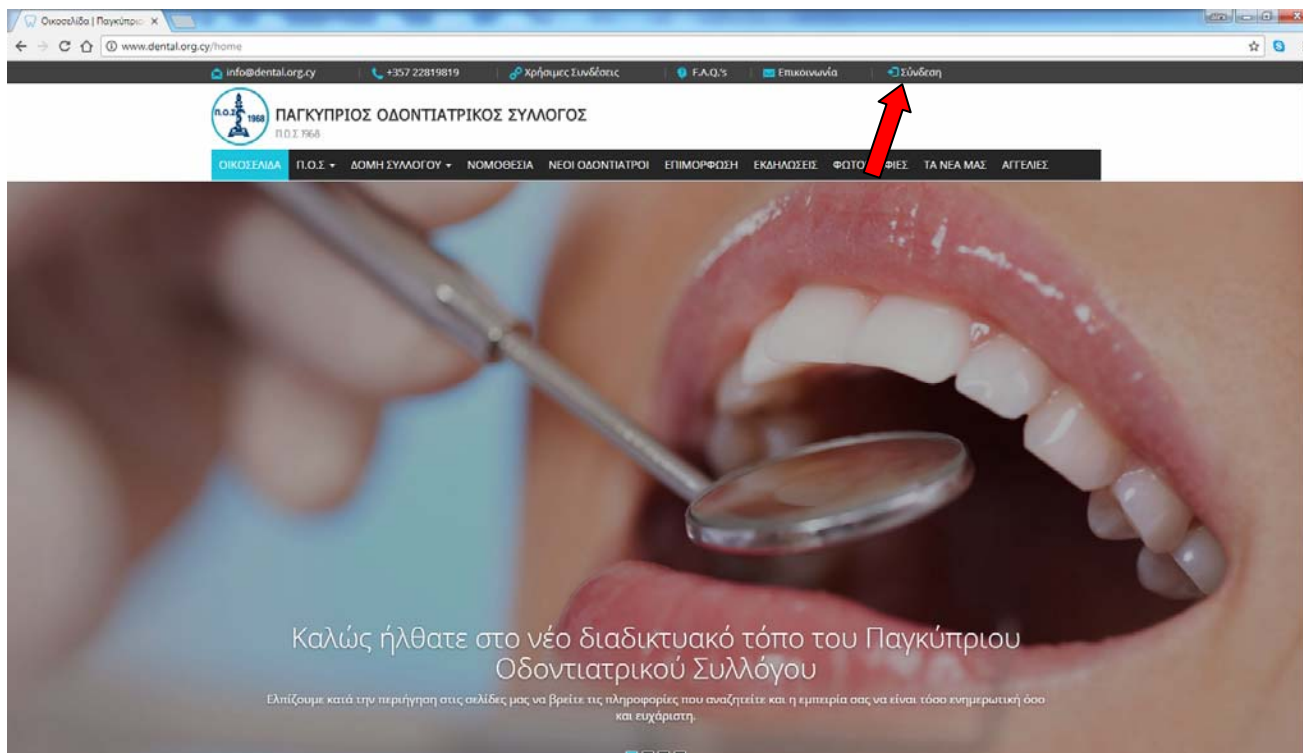 Οικοσελίδα | Παγκύπριο
www.dental.org.cy/home
info@dental.org.cy
+357 22819819
Χρήσιμες Συνδέσεις
F.A.Q.'s
Επικοινωνία
Σύνδεση
Π.Ο.Σ 1968
ΠΑΓΚΥΠΡΙΟΣ ΟΔΟΝΤΙΑΤΡΙΚΟΣ ΣΥΛΛΟΓΟΣ
Π.Ο.Σ 1968
ΟΙΚΟΣΕΛΙΔΑ Π.Ο.Σ ΔΟΜΗ ΣΥΛΛΟΓΟΥ ΝΟΜΟΘΕΣΙΑ ΝΕΟΙ ΟΔΟΝΤΙΑΤΡΟΙ ΕΠΙΜΟΡΦΩΣΗ ΕΚΔΗΛΩΣΕΙΣ ΤΑ ΝΕΑ ΜΑΣ ΑΓΓΕΛΙΕΣ
Καλώς ήλθατε στο νέο διαδικτυακό τόπο του Παγκύπριου
Οδοντιατρικού Συλλόγου
Ελπίζουμε κατά την περιήγηση στις σελίδες μας να βρείτε τις πληροφορίες που αναζητείτε και η εμπειρία σας να είναι τόσο ενημερωτική όσο
και ευχάριστη.